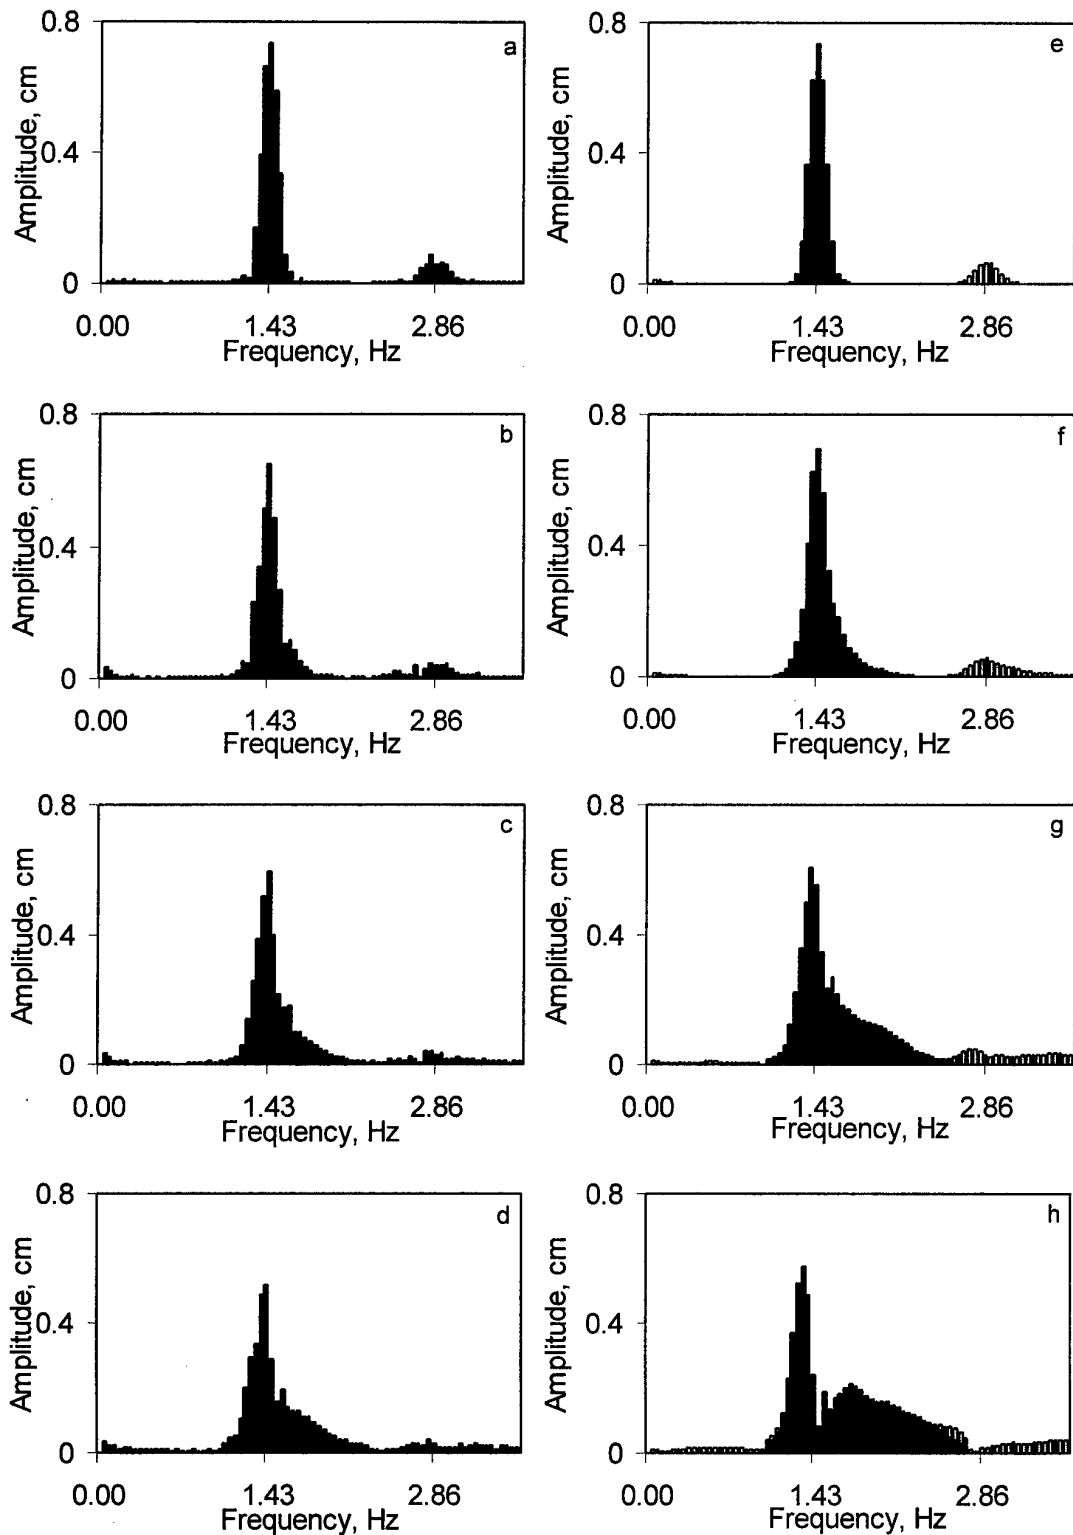 0.8
a
Amplitude, cm
0.4
0
0.00 1.43 2.86
Frequency, Hz
0.8
e
Amplitude, cm
0.4
0
0.00 1.43 2.86
Frequency, Hz
0.8
b
Amplitude, cm
0.4
0
0.00 1.43 2.86
Frequency, Hz
0.8
f
Amplitude, cm
0.4
0
0.00 1.43 2.86
Frequency, Hz
0.8
c
Amplitude, cm
0.4
0
0.00 1.43 2.86
Frequency, Hz
0.8
g
Amplitude, cm
0.4
0
0.00 1.43 2.86
Frequency, Hz
0.8
d
Amplitude, cm
0.4
0
0.00 1.43 2.86
Frequency, Hz
0.8
h
Amplitude, cm
0.4
0
0.00 1.43 2.86
Frequency, Hz